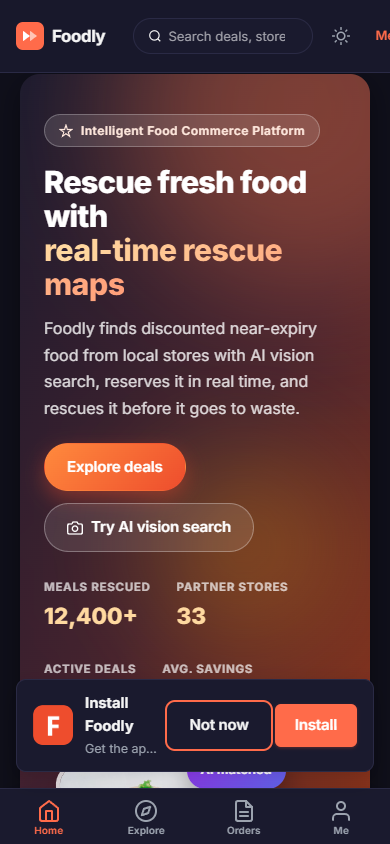 Foodly
Search deals, store
Intelligent Food Commerce Platform
Rescue fresh food
with
real-time rescue
maps
Foodly finds discounted near-expiry
food from local stores with AI vision
search, reserves it in real time, and
rescues it before it goes to waste.
Explore deals
Try AI vision search
MEALS RESCUED PARTNER STORES
12,400+ 33
ACTIVE DEALS AVG. SAVINGS
F
Install
Foodly
Get the ap...
Not now
Install
AI matched
Home Explore Orders Me